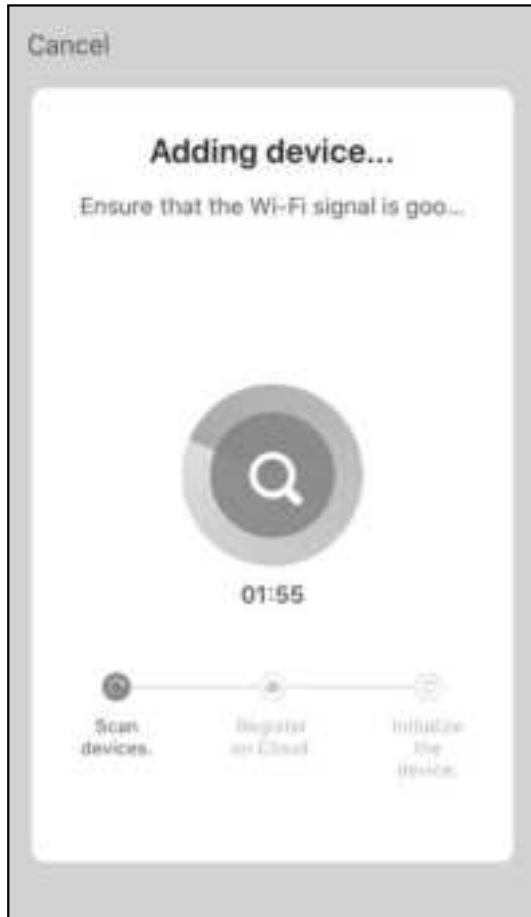 Cancel
Adding device...
Ensure that the Wi-Fi signal is goo...
01:55
Scan
devices.
Register
on Cloud
Initialize
the
device.